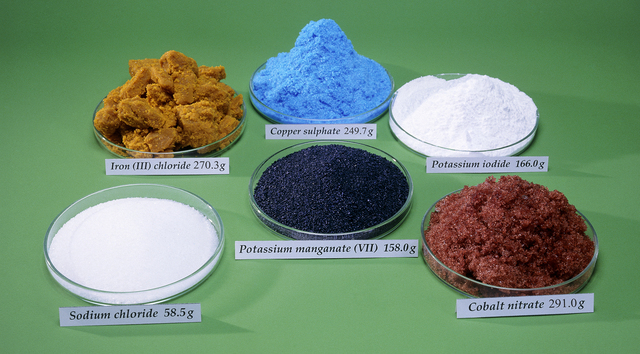 Copper sulphate 249.7g
Iron (III) chloride 270.3g
Potassium iodide 166.0g
Potassium manganate (VII) 158.0g
Sodium chloride 58.5g
Cobalt nitrate 291.0g